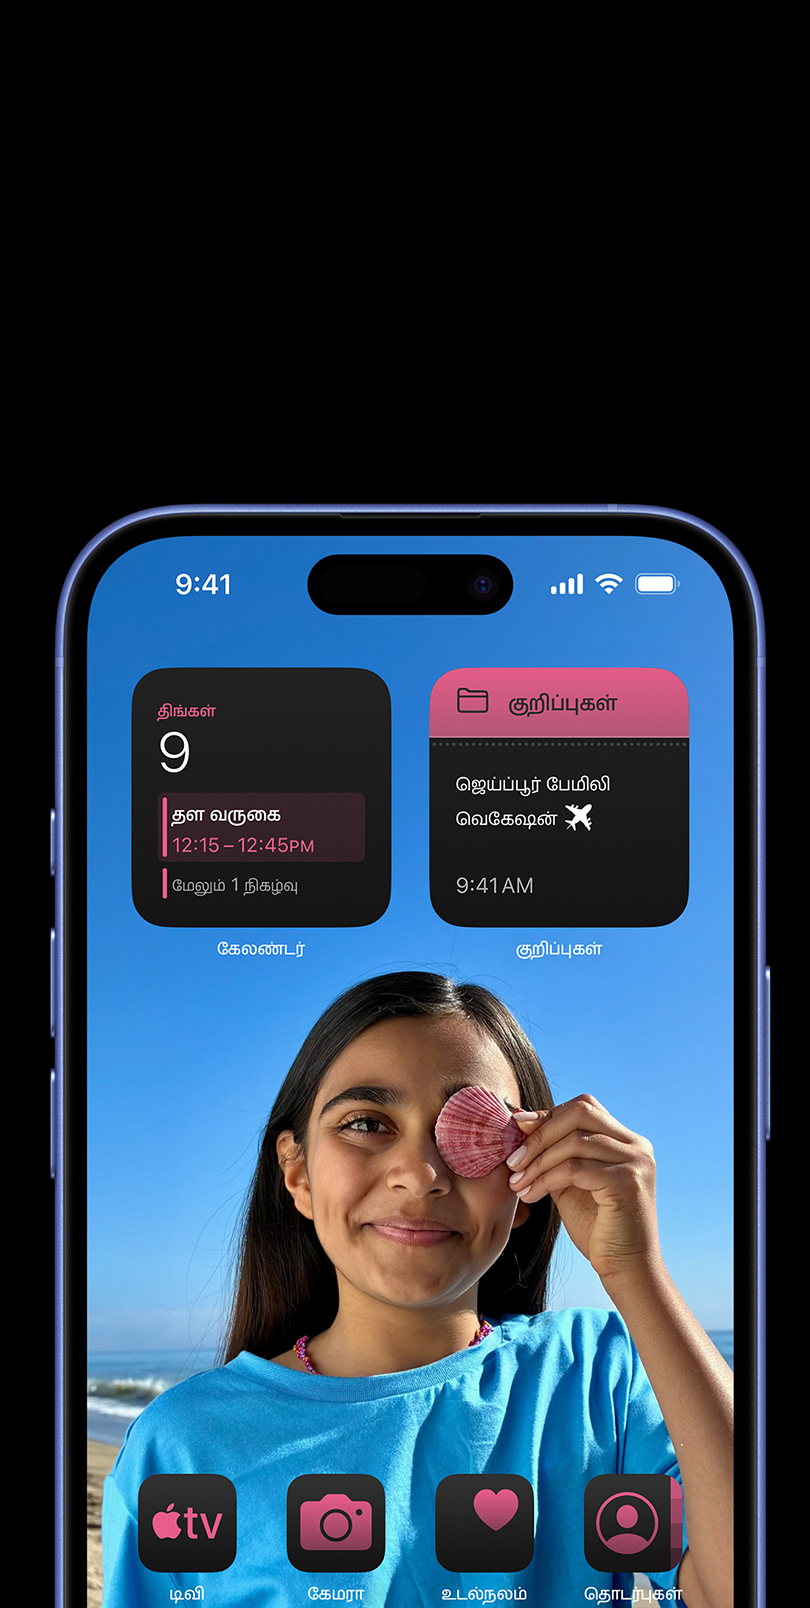 9:41
திங்கள்
9
தள வருகை
12:15 – 12:45PM
மேலும் 1 நிகழ்வு
கேலண்டர்
குறிப்புகள்
ஜெய்ப்பூர் பேமிலி
வெகேஷன் ✈
9:41 AM
குறிப்புகள்
tv
டிவி
கேமரா
உடல்நலம்
தொடர்புகள்